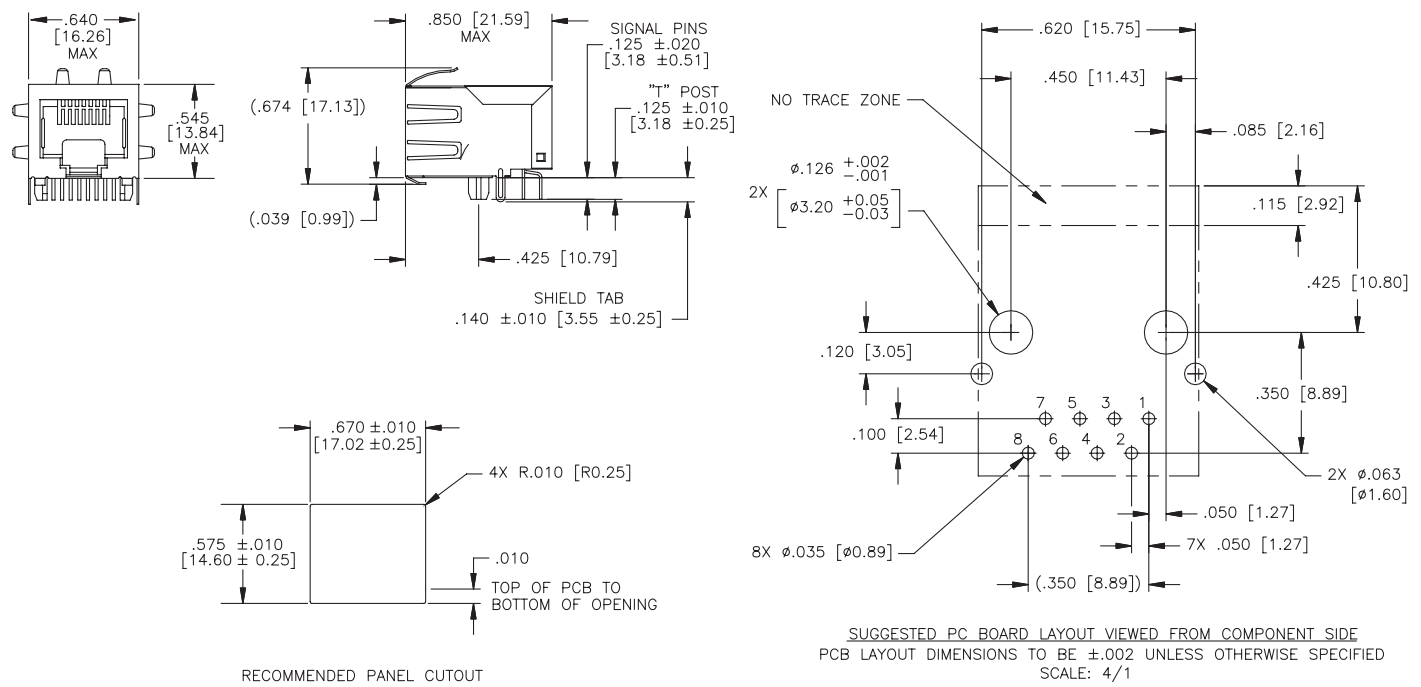 .640
[16.26]
MAX
.545
[13.84]
MAX
.850 [21.59]
MAX
(.674 [17.13])
(.039 [0.99])
SIGNAL PINS
.125 ±.020
[3.18 ±0.51]
"T" POST
.125 ±.010
[3.18 ±0.25]
.425 [10.79]
SHIELD TAB
.140 ±.010 [3.55 ±0.25]
.670 ±.010
[17.02 ±0.25]
4X R.010 [R0.25]
.575 ±.010
[14.60 ± 0.25]
.010
TOP OF PCB TO
BOTTOM OF OPENING
RECOMMENDED PANEL CUTOUT
.620 [15.75]
.450 [11.43]
NO TRACE ZONE
.085 [2.16]
ø.126 +.002 -.001
2X [ø3.20 +0.05 -0.03]
.115 [2.92]
.425 [10.80]
.120 [3.05]
.350 [8.89]
7 5 3 1
.100 [2.54]
8 6 4 2
2X ø.063
[ø1.60]
.050 [1.27]
8X ø.035 [ø0.89]
7X .050 [1.27]
(.350 [8.89])
SUGGESTED PC BOARD LAYOUT VIEWED FROM COMPONENT SIDE
PCB LAYOUT DIMENSIONS TO BE ±.002 UNLESS OTHERWISE SPECIFIED
SCALE: 4/1